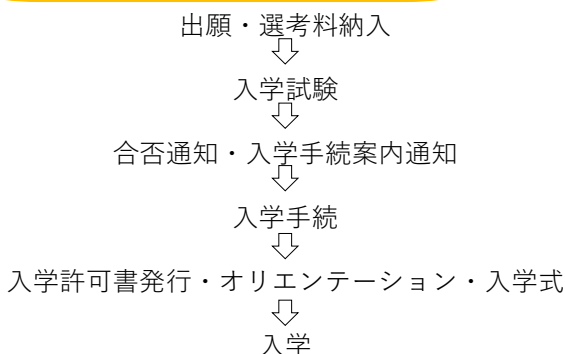 出願・選考料納入
入学試験
合否通知・入学手続案内通知
入学手続
入学許可書発行・オリエンテーション・入学式
入学